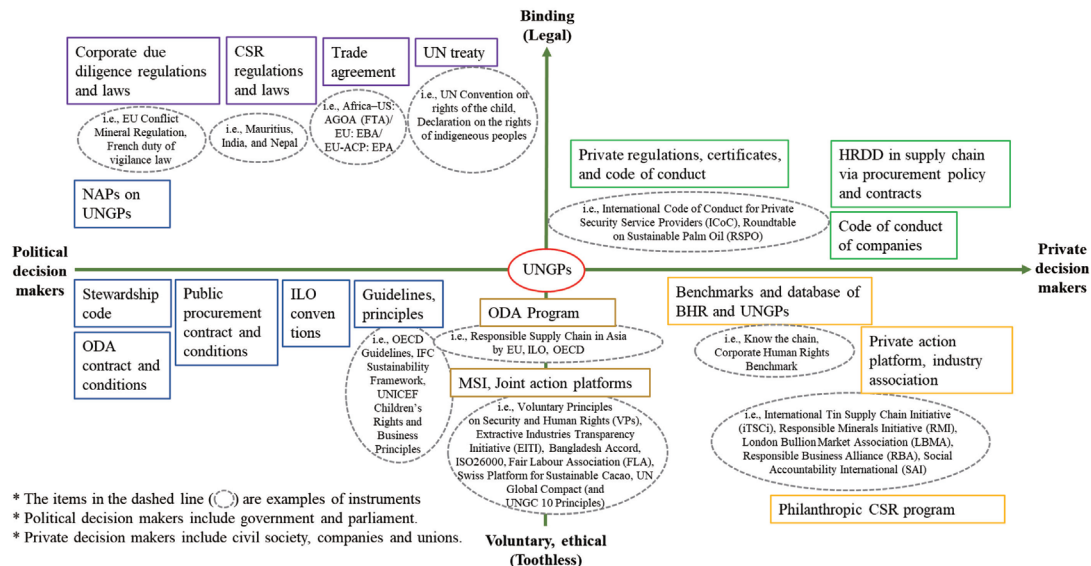 Binding
(Legal)
Corporate due
diligence regulations
and laws
CSR
regulations
and laws
Trade
agreement
UN treaty
i.e., EU Conflict
Mineral Regulation,
French duty of
vigilance law
i.e., Mauritius,
India, and Nepal
i.e., Africa–US:
AGOA (FTA)/
EU: EBA/
EU-ACP: EPA
i.e., UN Convention on
rights of the child,
Declaration on the
rights of indigeneous peoples
NAPs on
UNGPs
Private regulations, certificates,
and code of conduct
i.e., International Code of Conduct for Private
Security Service Providers (ICoC), Roundtable
on Sustainable Palm Oil (RSPO)
HRDD in supply chain
via procurement policy
and contracts
Code of conduct
of companies
Political
decision
makers
UNGPs
Private
decision
makers
Stewardship
code
ODA
contract and
conditions
Public
procurement
contract and
conditions
ILO
conven
tions
Guidelines,
principles
i.e., OECD
Guidelines, IFC
Sustainability
Framework,
UNICEF
Children's
Rights and
Business
Principles
ODA Program
i.e., Responsible Supply Chain in Asia
by EU, ILO, OECD
MSI, Joint action platforms
i.e., Voluntary Principles
on Security and Human Rights (VPs),
Extractive Industries Transparency
Initiative (EITI), Bangladesh Accord,
ISO26000, Fair Labour Association (FLA),
Swiss Platform for Sustainable Cacao, UN
Global Compact (and
UNGC 10 Principles)
Benchmarks and database of
BHR and UNGPs
i.e., Know the chain,
Corporate Human Rights
Benchmark
Private action
platform, industry
association
i.e., International Tin Supply Chain Initiative
(iTSCi), Responsible Minerals Initiative (RMI),
London Bullion Market Association (LBMA),
Responsible Business Alliance (RBA), Social
Accountability International (SAI)
Philanthropic CSR program
* The items in the dashed line ( ) are examples of instruments
* Political decision makers include government and parliament.
* Private decision makers include civil society, companies and unions.
Voluntary, ethical
(Toothless)